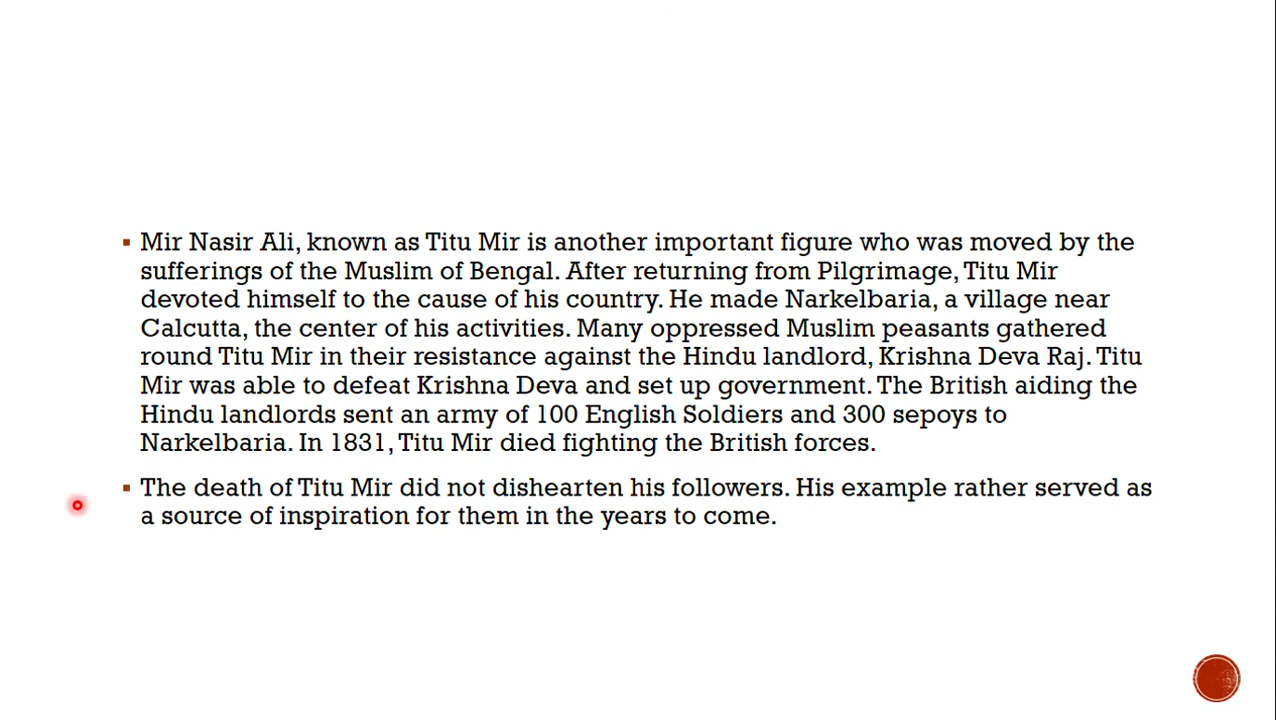 ▪ Mir Nasir Ali, known as Titu Mir is another important figure who was moved by the
sufferings of the Muslim of Bengal. After returning from Pilgrimage, Titu Mir
devoted himself to the cause of his country. He made Narkelbaria, a village near
Calcutta, the center of his activities. Many oppressed Muslim peasants gathered
round Titu Mir in their resistance against the Hindu landlord, Krishna Deva Raj. Titu
Mir was able to defeat Krishna Deva and set up government. The British aiding the
Hindu landlords sent an army of 100 English Soldiers and 300 sepoys to
Narkelbaria. In 1831, Titu Mir died fighting the British forces.
▪ The death of Titu Mir did not dishearten his followers. His example rather served as
a source of inspiration for them in the years to come.